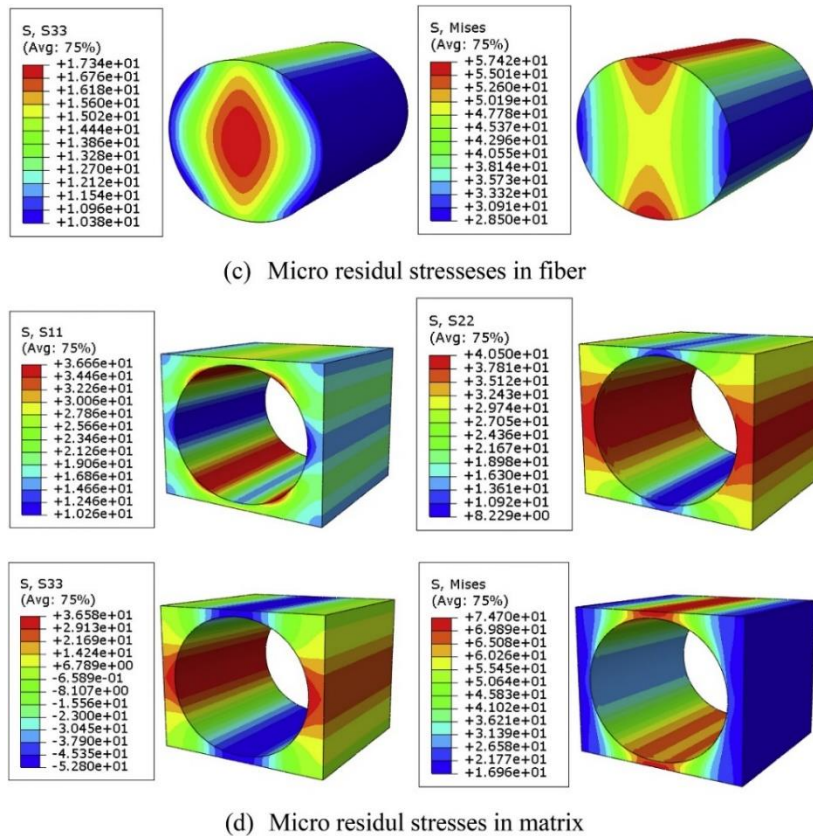 S, S33
(Avg: 75%)
+1.734e+01
+1.676e+01
+1.618e+01
+1.560e+01
+1.502e+01
+1.444e+01
+1.386e+01
+1.328e+01
+1.270e+01
+1.212e+01
+1.154e+01
+1.096e+01
+1.038e+01
S, Mises
(Avg: 75%)
+5.742e+01
+5.501e+01
+5.260e+01
+5.019e+01
+4.778e+01
+4.537e+01
+4.296e+01
+4.055e+01
+3.814e+01
+3.573e+01
+3.332e+01
+3.091e+01
+2.850e+01
(c) Micro residul stresseses in fiber
S, S11
(Avg: 75%)
+3.666e+01
+3.446e+01
+3.226e+01
+3.006e+01
+2.786e+01
+2.566e+01
+2.346e+01
+2.126e+01
+1.906e+01
+1.686e+01
+1.466e+01
+1.246e+01
+1.026e+01
S, S22
(Avg: 75%)
+4.050e+01
+3.781e+01
+3.512e+01
+3.243e+01
+2.974e+01
+2.705e+01
+2.436e+01
+2.167e+01
+1.898e+01
+1.630e+01
+1.361e+01
+1.092e+01
+8.229e+00
S, S33
(Avg: 75%)
+3.658e+01
+2.913e+01
+2.169e+01
+1.424e+01
+6.789e+00
-6.589e-01
-8.107e+00
-1.556e+01
-2.300e+01
-3.045e+01
-3.790e+01
-4.535e+01
-5.280e+01
S, Mises
(Avg: 75%)
+7.470e+01
+6.989e+01
+6.508e+01
+6.026e+01
+5.545e+01
+5.064e+01
+4.583e+01
+4.102e+01
+3.621e+01
+3.139e+01
+2.658e+01
+2.177e+01
+1.696e+01
(d) Micro residul stresses in matrix